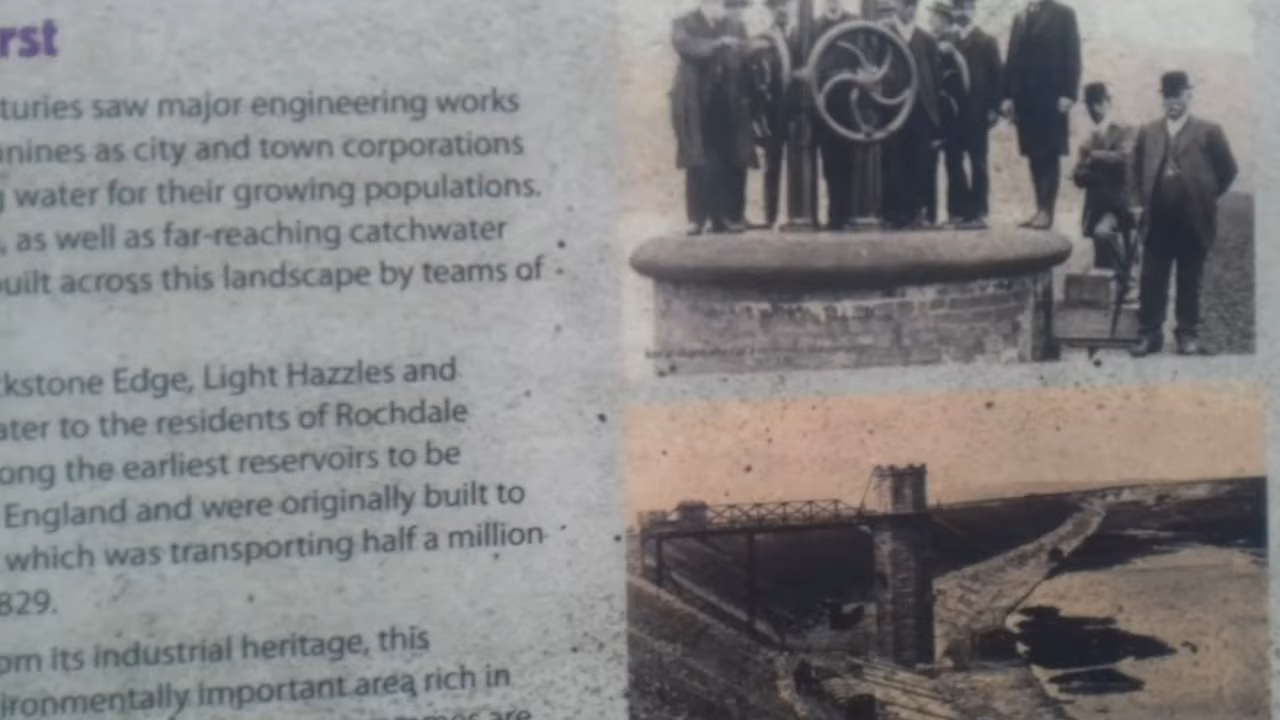 rst
turies saw major engineering works
nnines as city and town corporations
g water for their growing populations.
, as well as far-reaching catchwater
uilt across this landscape by teams of
kstone Edge, Light Hazzles and
ater to the residents of Rochdale
ong the earliest reservoirs to be
England and were originally built to
which was transporting half a million
829.
om its industrial heritage, this
ironmentally important area rich in
are